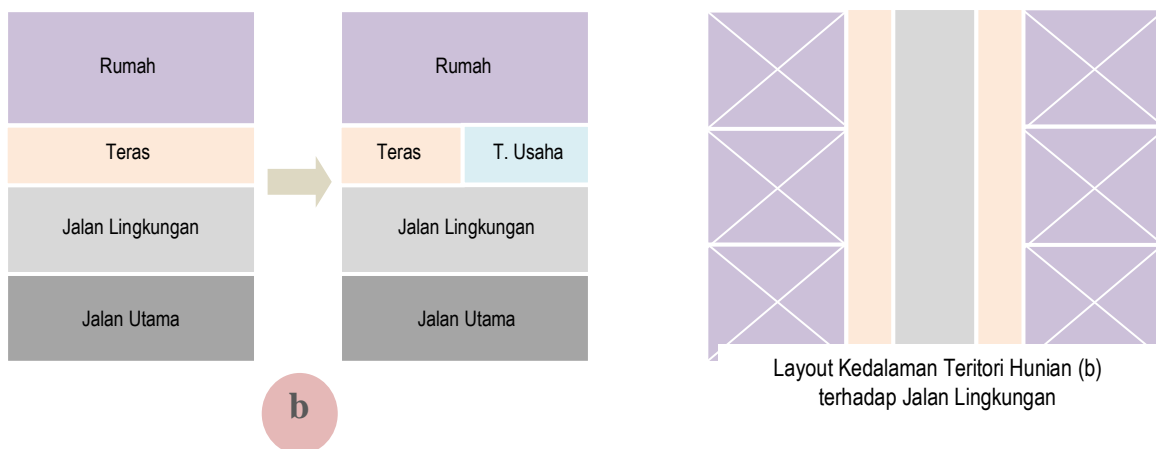 Rumah
Teras
Jalan Lingkungan
Jalan Utama
Rumah
Teras
T. Usaha
Jalan Lingkungan
Jalan Utama
b
Layout Kedalaman Teritori Hunian (b)
terhadap Jalan Lingkungan